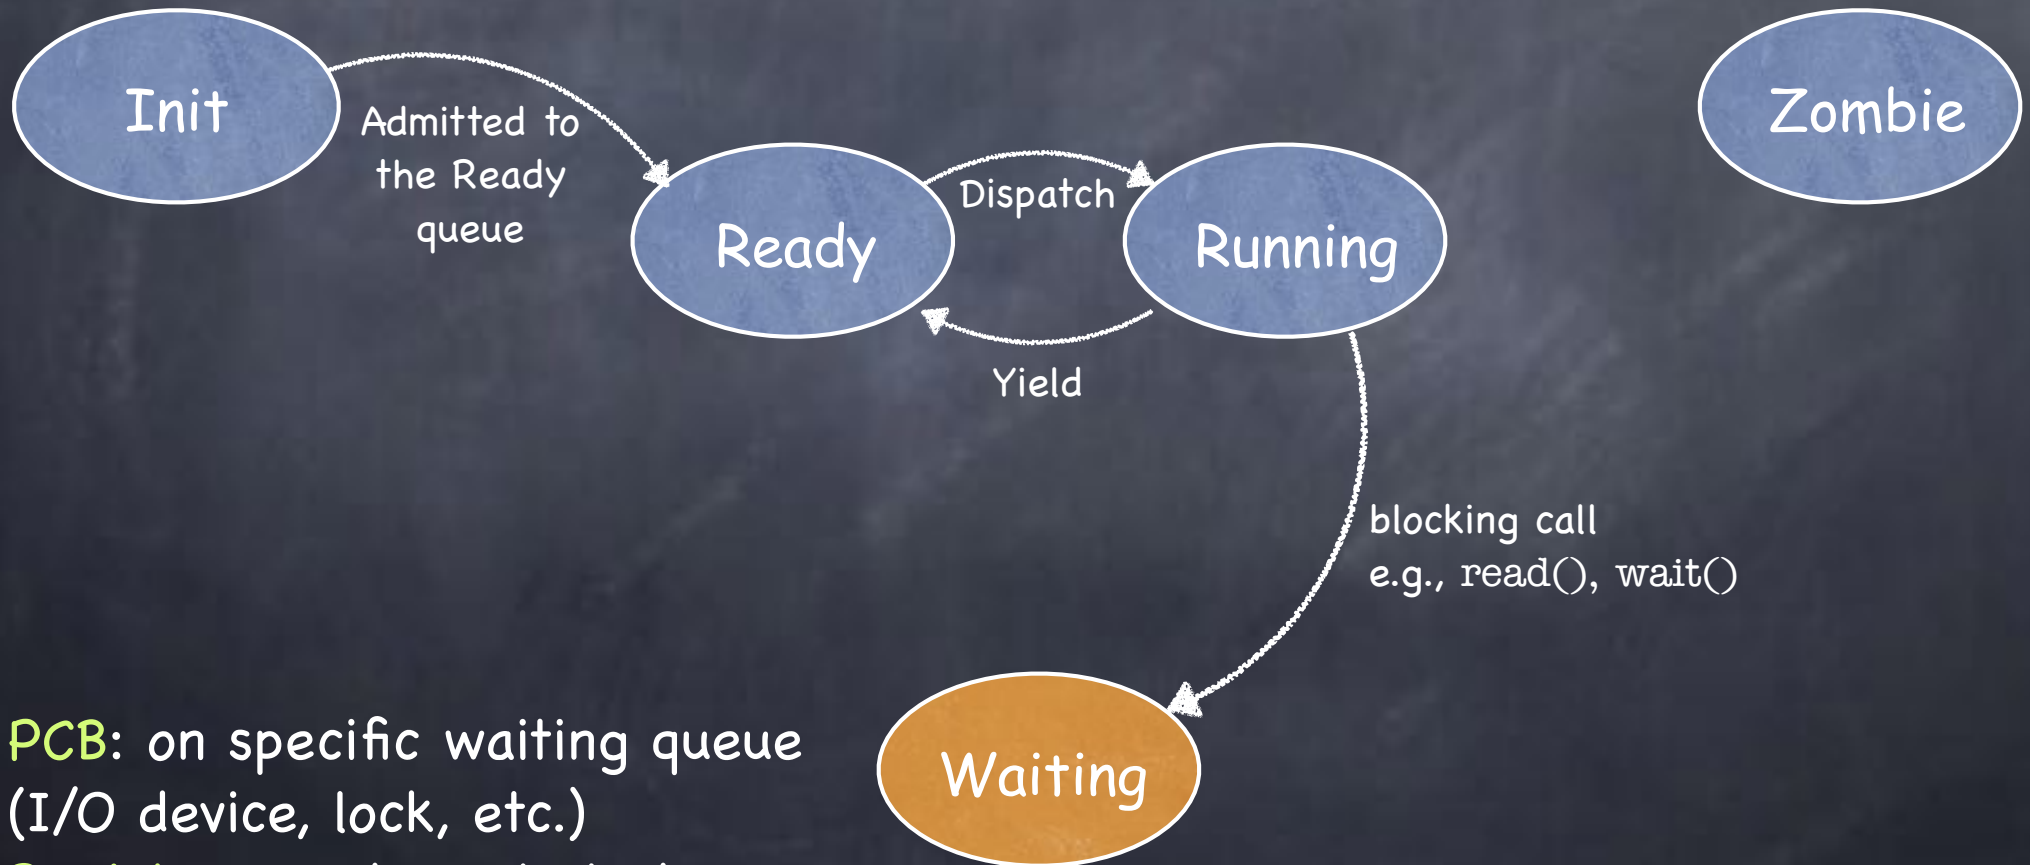 Init
Zombie
Admitted to
the Ready
queue
Dispatch
Ready
Running
Yield
blocking call
e.g., read(), wait()
PCB: on specific waiting queue
(I/O device, lock, etc.)
Waiting